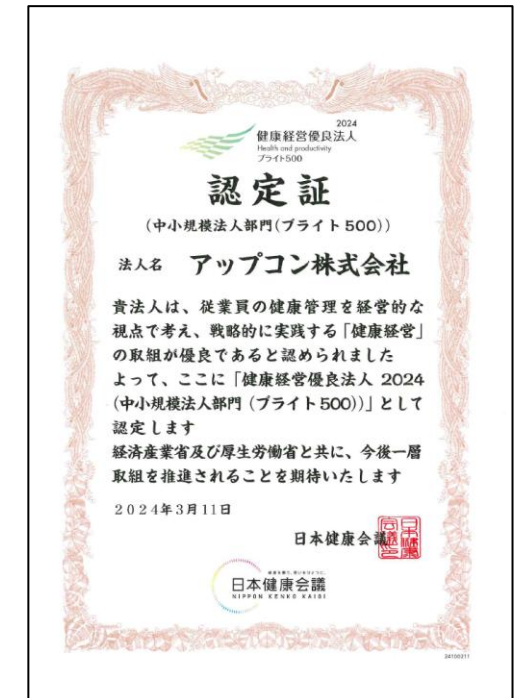 2024
健康経営優良法人
Health and productivity
ブライト500
認定証
(中小規模法人部門(ブライト500))
法人名 アップコン株式会社
貴法人は、従業員の健康管理を経営的な
視点で考え、戦略的に実践する「健康経営」
の取組が優良であると認められました
よって、ここに「健康経営優良法人 2024
(中小規模法人部門(ブライト500))」として
認定します
経済産業省及び厚生労働省と共に、今後一層
取組を推進されることを期待いたします
2024年3月11日
日本健康会議
日本健康会議
NIPPON KENKO KAIGI